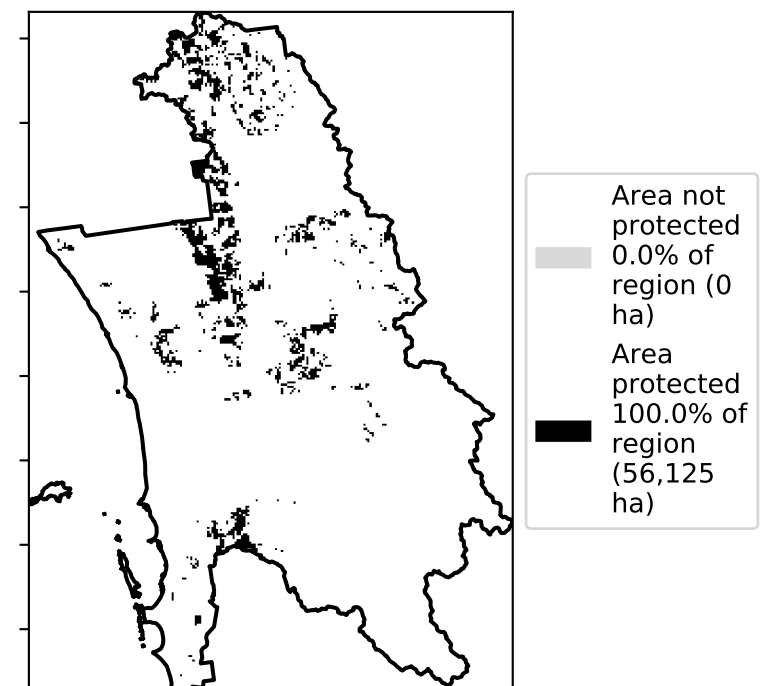 Area not
protected
0.0% of
region (0
ha)
Area
protected
100.0% of
region
(56,125
ha)